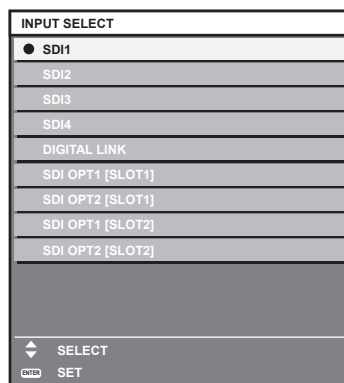 INPUT SELECT
SDI1
SDI2
SDI3
SDI4
DIGITAL LINK
SDI OPT1 [SLOT1]
SDI OPT2 [SLOT1]
SDI OPT1 [SLOT2]
SDI OPT2 [SLOT2]
SELECT
ENTER SET